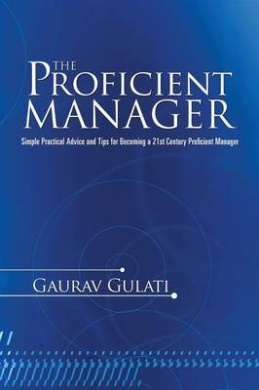 THE
PROFICIENT
MANAGER
Simple Practical Advice and Tips for Becoming a 21st Century Proficient Manager
GAURAV GULATI